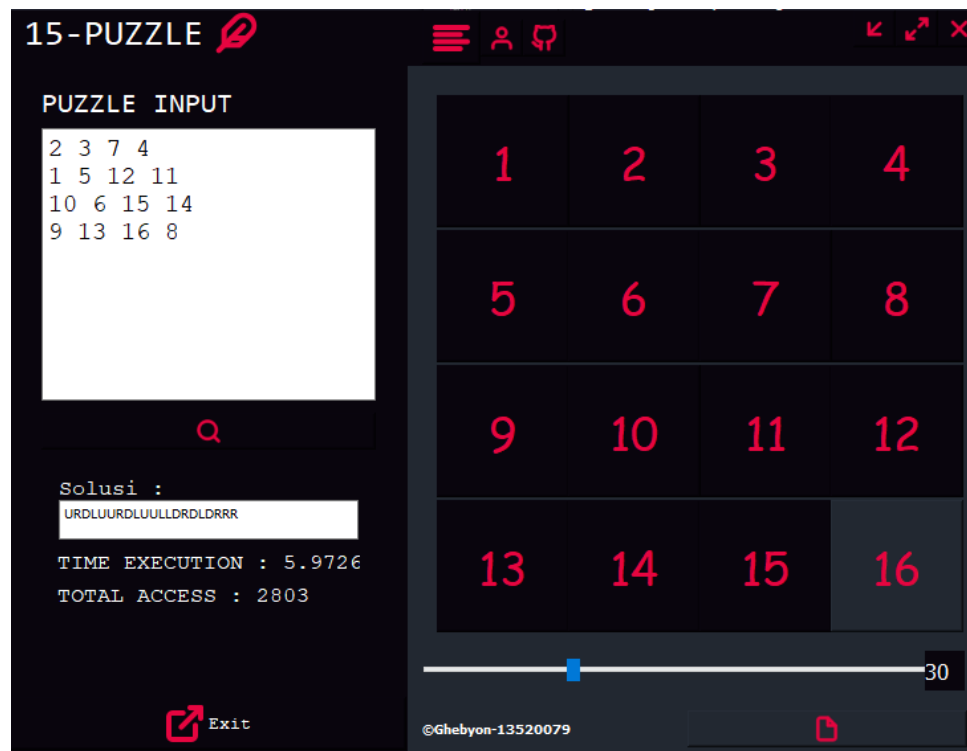 15-PUZZLE
PUZZLE INPUT
2 3 7 4
1 5 12 11
10 6 15 14
9 13 16 8
Solusi :
URDLUURDLUULLDRDLDRRR
TIME EXECUTION : 5.9726
TOTAL ACCESS : 2803
Exit
1 2 3 4
5 6 7 8
9 10 11 12
13 14 15 16
30
©Ghebyon-13520079